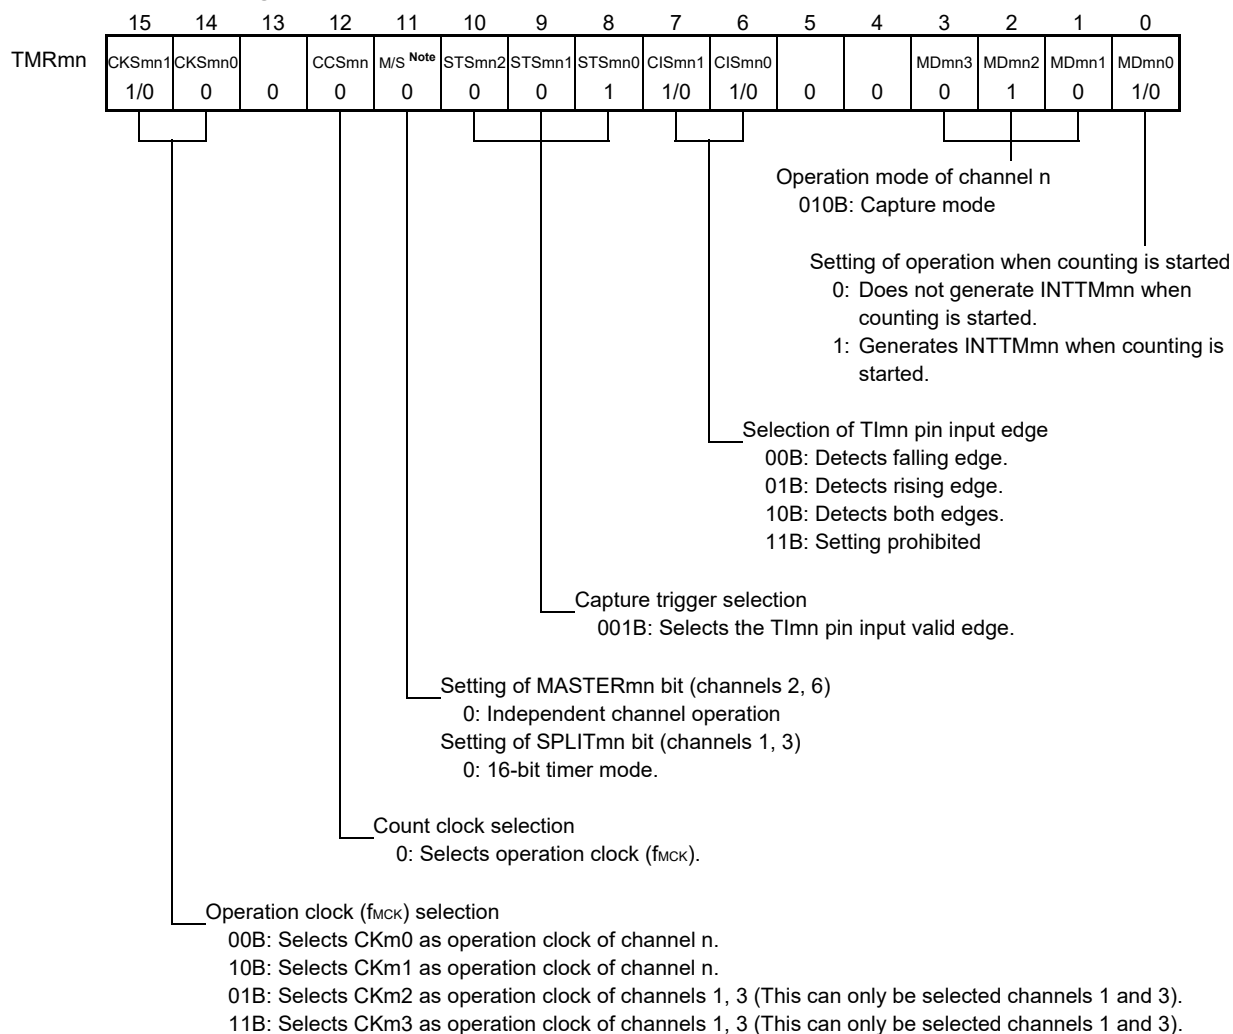 15 14 13 12 11 10 9 8 7 6 5 4 3 2 1 0
TMRmn CKSmn1 CKSmn0 CCSmn M/S Note STSmn2 STSmn1 STSmn0 CISmn1 CISmn0 MDmn3 MDmn2 MDmn1 MDmn0
1/0 0 0 0 0 0 0 1 1/0 1/0 0 0 0 1 0 1/0
Operation mode of channel n
010B: Capture mode
Setting of operation when counting is started
0: Does not generate INTTMmn when
counting is started.
1: Generates INTTMmn when counting is
started.
Selection of TImn pin input edge
00B: Detects falling edge.
01B: Detects rising edge.
10B: Detects both edges.
11B: Setting prohibited
Capture trigger selection
001B: Selects the TImn pin input valid edge.
Setting of MASTERmn bit (channels 2, 6)
0: Independent channel operation
Setting of SPLITmn bit (channels 1, 3)
0: 16-bit timer mode.
Count clock selection
0: Selects operation clock (fMCK).
Operation clock (fMCK) selection
00B: Selects CKm0 as operation clock of channel n.
10B: Selects CKm1 as operation clock of channel n.
01B: Selects CKm2 as operation clock of channels 1, 3 (This can only be selected channels 1 and 3).
11B: Selects CKm3 as operation clock of channels 1, 3 (This can only be selected channels 1 and 3).